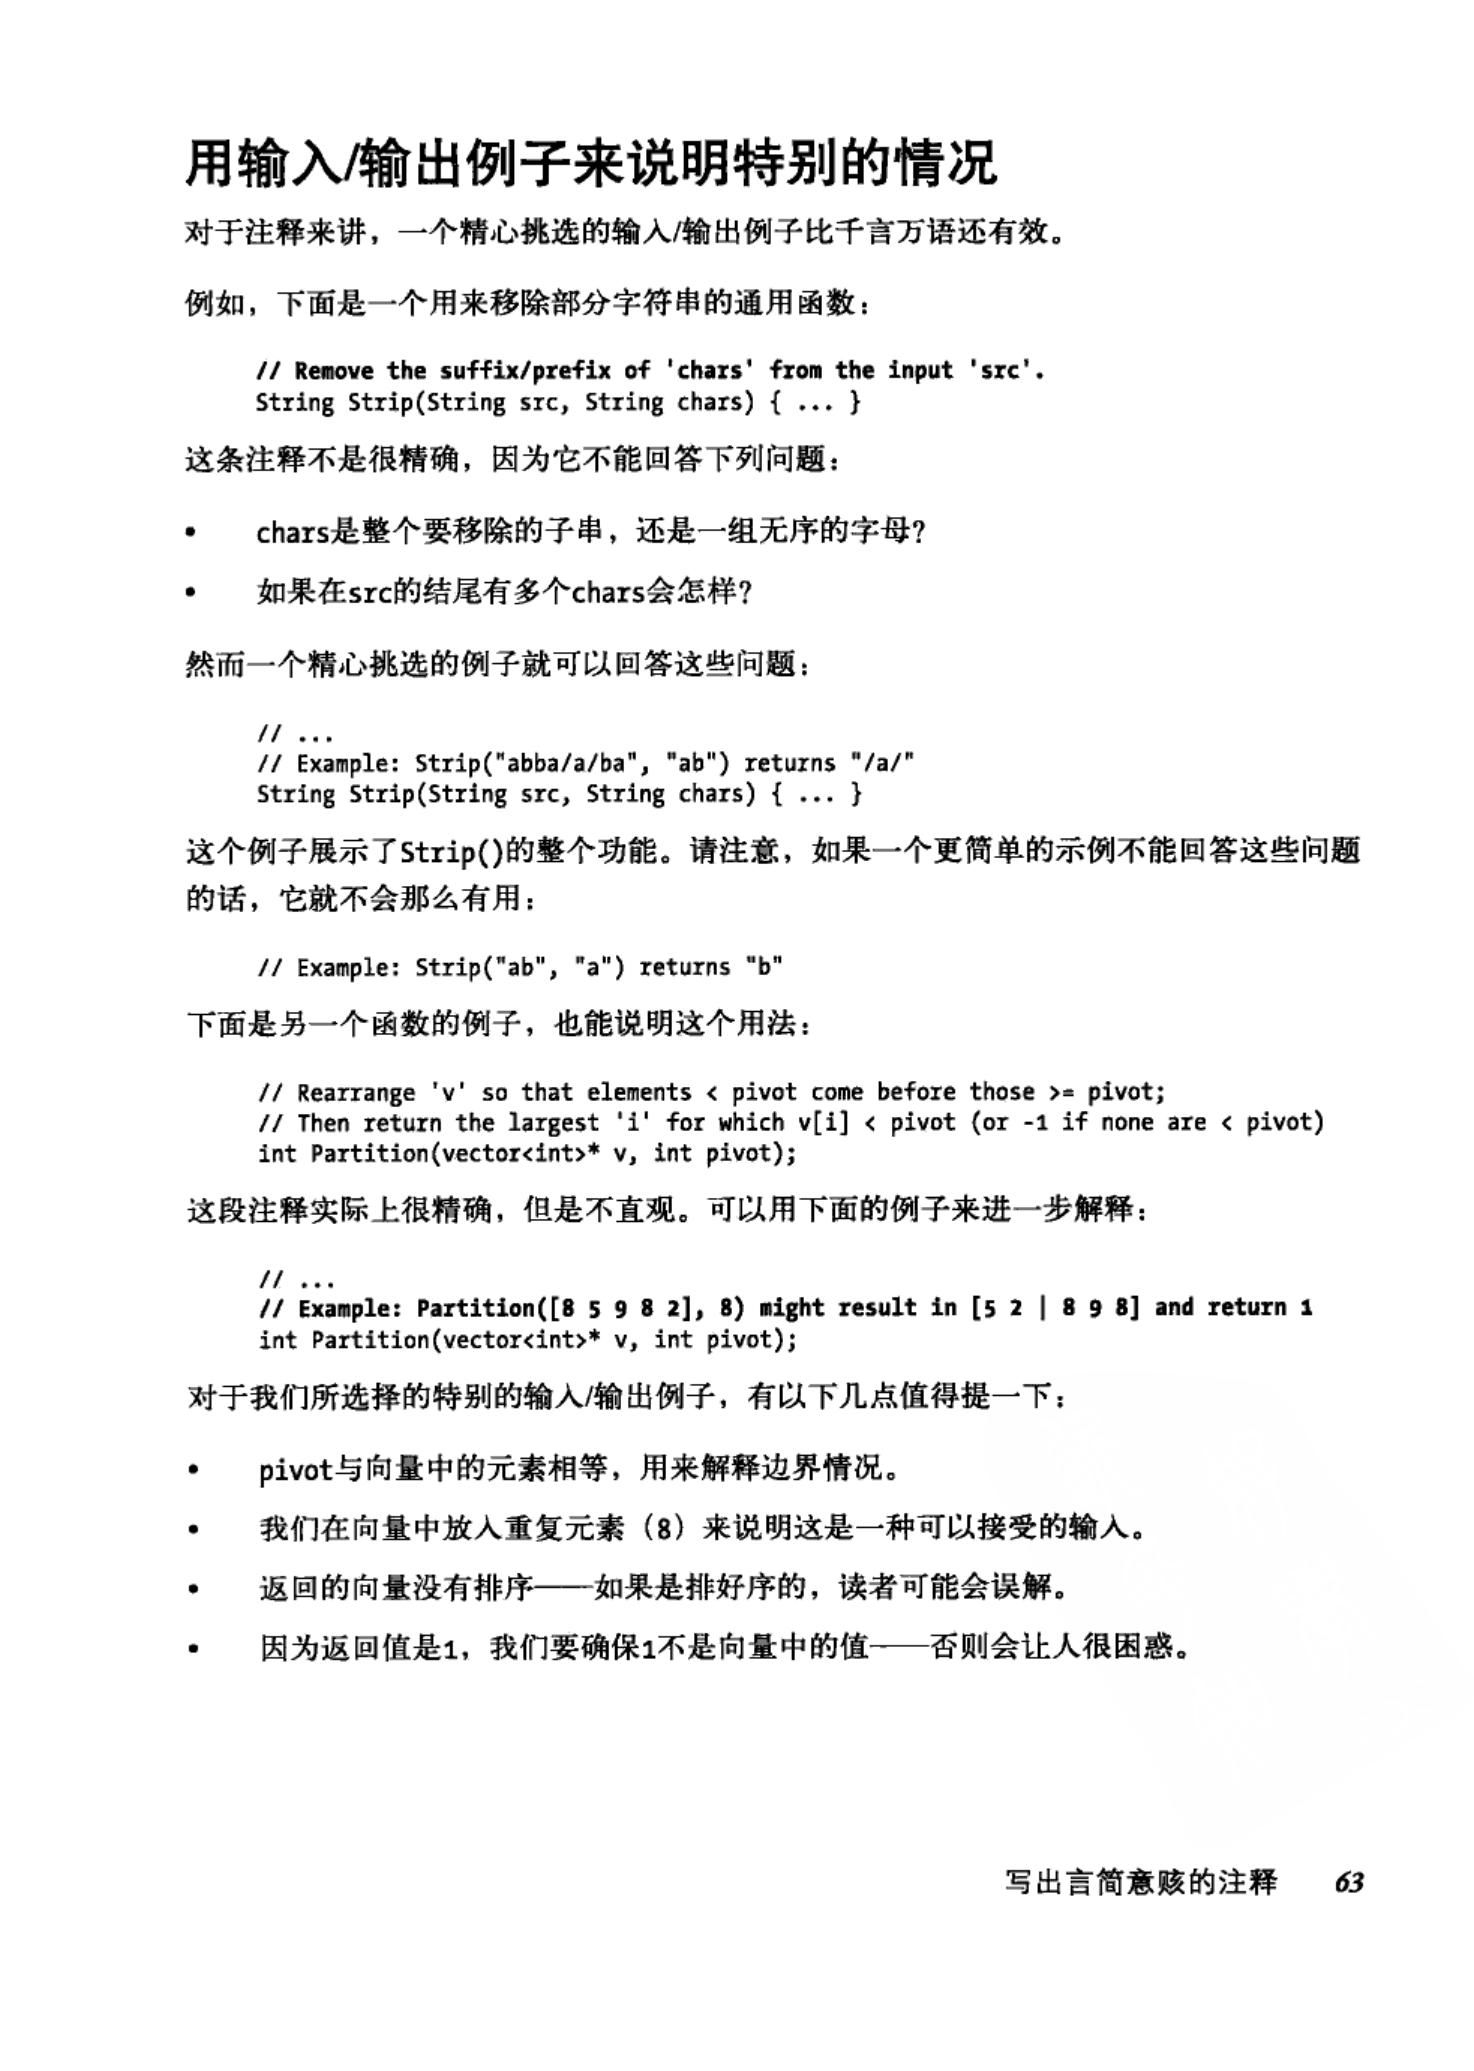 用输入/输出例子来说明特别的情况
对于注释来讲，一个精心挑选的输入/输出例子比千言万语还有效。
例如，下面是一个用来移除部分字符串的通用函数：
// Remove the suffix/prefix of 'chars' from the input 'src'.
String Strip(String src, String chars) { ... }
这条注释不是很精确，因为它不能回答下列问题：
• chars是整个要移除的子串，还是一组无序的字母？
• 如果在src的结尾有多个chars会怎样？
然而一个精心挑选的例子就可以回答这些问题：
// ...
// Example: Strip("abba/a/ba", "ab") returns "/a/"
String Strip(String src, String chars) { ... }
这个例子展示了Strip()的整个功能。请注意，如果一个更简单的示例不能回答这些问题
的话，它就不会那么有用：
// Example: Strip("ab", "a") returns "b"
下面是另一个函数的例子，也能说明这个用法：
// Rearrange 'v' so that elements < pivot come before those >= pivot;
// Then return the largest 'i' for which v[i] < pivot (or -1 if none are < pivot)
int Partition(vector<int>* v, int pivot);
这段注释实际上很精确，但是不直观。可以用下面的例子来进一步解释：
// ...
// Example: Partition([8 5 9 8 2], 8) might result in [5 2 | 8 9 8] and return 1
int Partition(vector<int>* v, int pivot);
对于我们所选择的特别的输入/输出例子，有以下几点值得提一下：
• pivot与向量中的元素相等，用来解释边界情况。
• 我们在向量中放入重复元素（8）来说明这是一种可以接受的输入。
• 返回的向量没有排序——如果是排好序的，读者可能会误解。
• 因为返回值是1，我们要确保1不是向量中的值——否则会让人很困惑。
写出言简意赅的注释 63